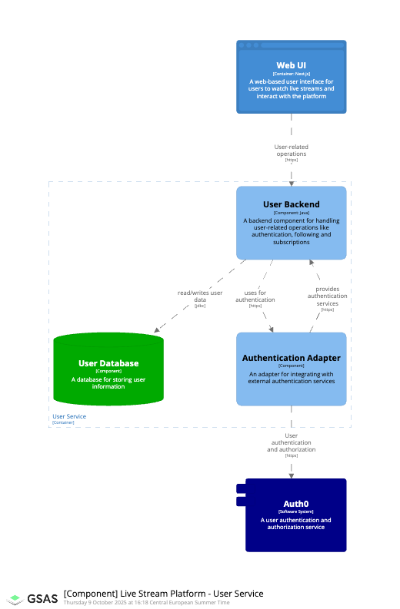 Web UI
[Container: Next.js]
A web-based user interface for
users to watch live streams and
interact with the platform
User-related
operations
[https]
User Backend
[Component: Java]
A backend component for handling
user-related operations like
authentication, following and
subscriptions
read/writes user
data
[jdbc]
uses for
authentication
[https]
provides
authentication
services
[https]
User Database
[Component]
A database for storing user
information
Authentication Adapter
[Component]
An adapter for integrating with
external authentication services
User Service
[Container]
User
authentication
and authorization
[https]
Auth0
[Software System]
A user authentication and
authorization service
GSAS
[Component] Live Stream Platform - User Service
Thursday 9 October 2025 at 16:18 Central European Summer Time